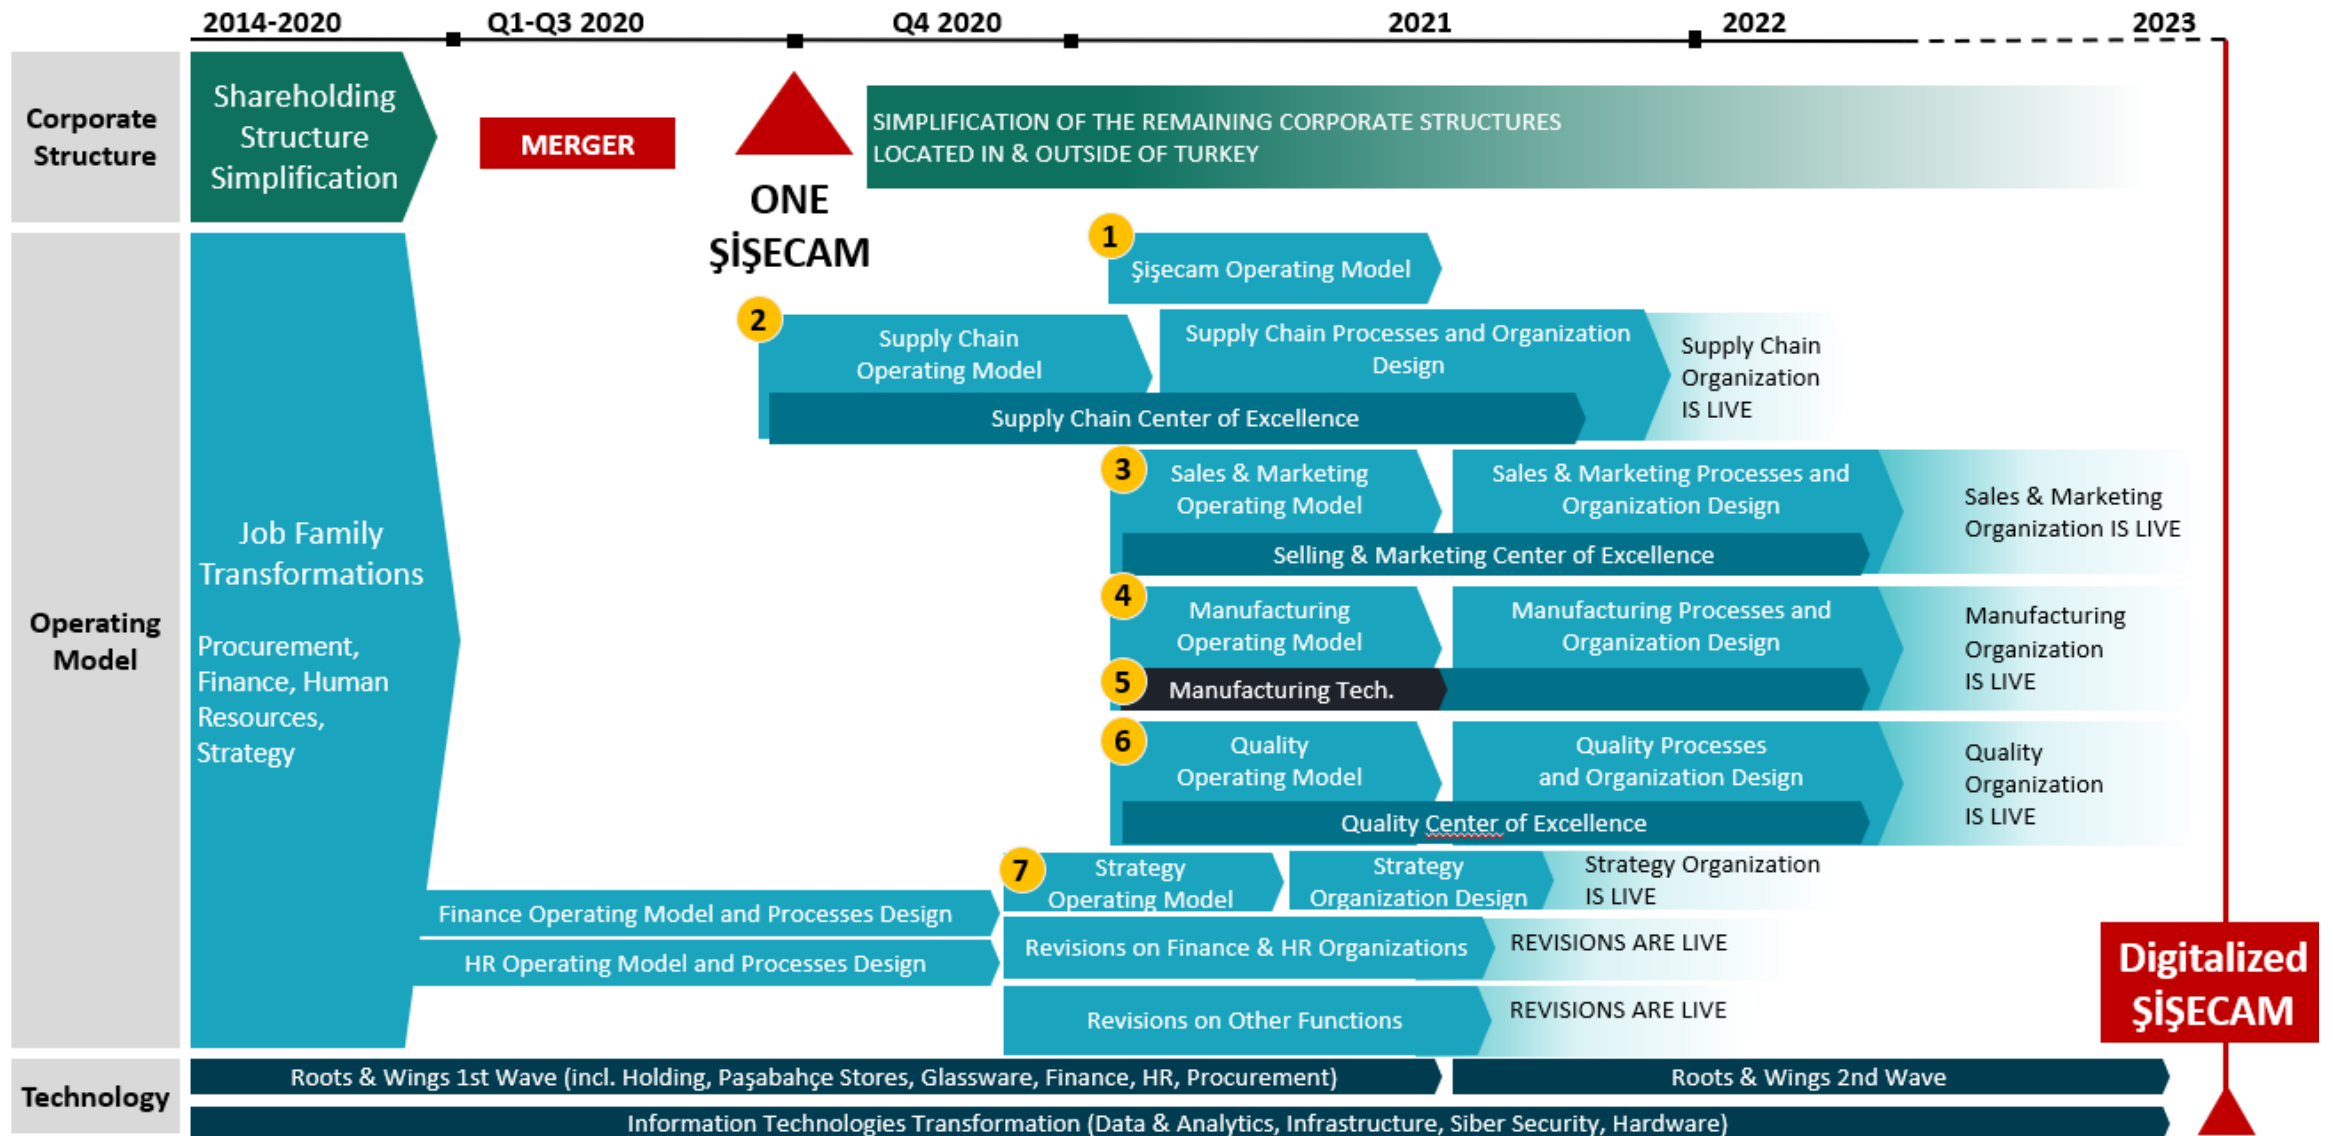 2014-2020
Q1-Q3 2020
Q4 2020
2021
2022
2023
Corporate
Structure
Shareholding
Structure
Simplification
MERGER
ONE
ŞİŞECAM
SIMPLIFICATION OF THE REMAINING CORPORATE STRUCTURES
LOCATED IN & OUTSIDE OF TURKEY
Operating
Model
Job Family
Transformations
Procurement,
Finance, Human
Resources,
Strategy
1
Şişecam Operating Model
2
Supply Chain
Operating Model
Supply Chain Processes and Organization
Design
Supply Chain
Organization
IS LIVE
Supply Chain Center of Excellence
3
Sales & Marketing
Operating Model
Sales & Marketing Processes and
Organization Design
Sales & Marketing
Organization IS LIVE
Selling & Marketing Center of Excellence
4
Manufacturing
Operating Model
Manufacturing Processes and
Organization Design
Manufacturing
Organization
IS LIVE
5
Manufacturing Tech.
6
Quality
Operating Model
Quality Processes
and Organization Design
Quality
Organization
IS LIVE
Quality Center of Excellence
7
Strategy
Operating Model
Strategy
Organization Design
Strategy Organization
IS LIVE
Finance Operating Model and Processes Design
HR Operating Model and Processes Design
Revisions on Finance & HR Organizations
REVISIONS ARE LIVE
Revisions on Other Functions
REVISIONS ARE LIVE
Digitalized
ŞİŞECAM
Technology
Roots & Wings 1st Wave (incl. Holding, Paşabahçe Stores, Glassware, Finance, HR, Procurement)
Roots & Wings 2nd Wave
Information Technologies Transformation (Data & Analytics, Infrastructure, Siber Security, Hardware)